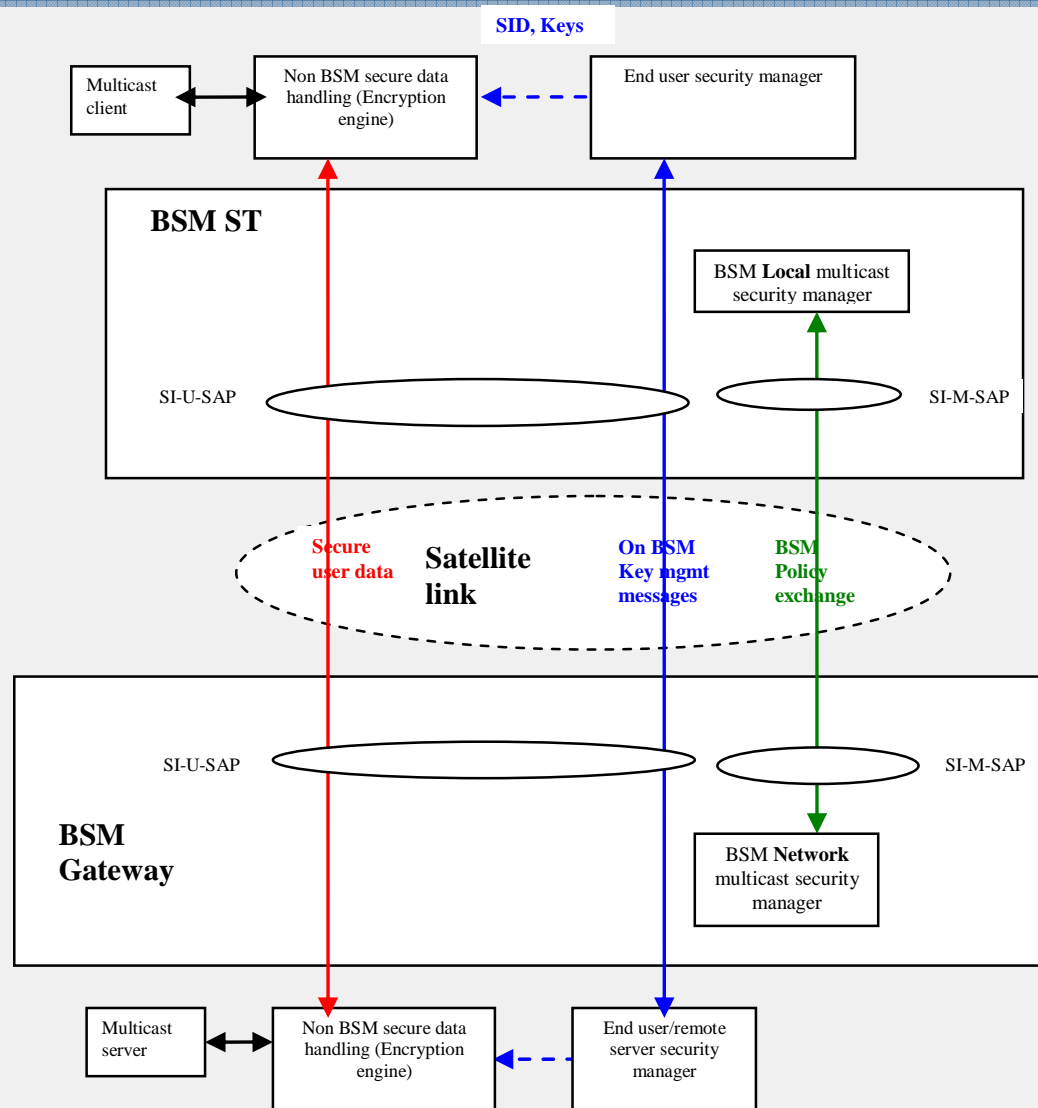 SID, Keys
Multicast
client
Non BSM secure data
handling (Encryption
engine)
End user security manager
BSM ST
BSM Local multicast
security manager
SI-U-SAP
SI-M-SAP
Secure
user data
Satellite
link
On BSM
Key mgmt
messages
BSM
Policy
exchange
SI-U-SAP
SI-M-SAP
BSM
Gateway
BSM Network
multicast security
manager
Multicast
server
Non BSM secure data
handling (Encryption
engine)
End user/remote
server security
manager